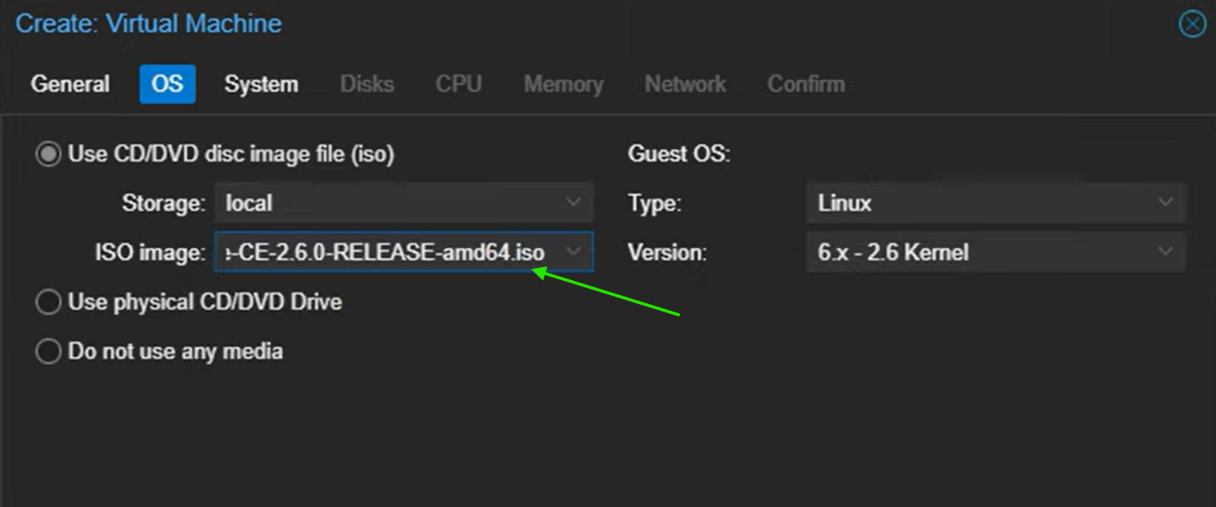 Create: Virtual Machine
General OS System Disks CPU Memory Network Confirm
Use CD/DVD disc image file (iso) Guest OS:
Storage: local Type: Linux
ISO image: -CE-2.6.0-RELEASE-amd64.iso Version: 6.x - 2.6 Kernel
Use physical CD/DVD Drive
Do not use any media